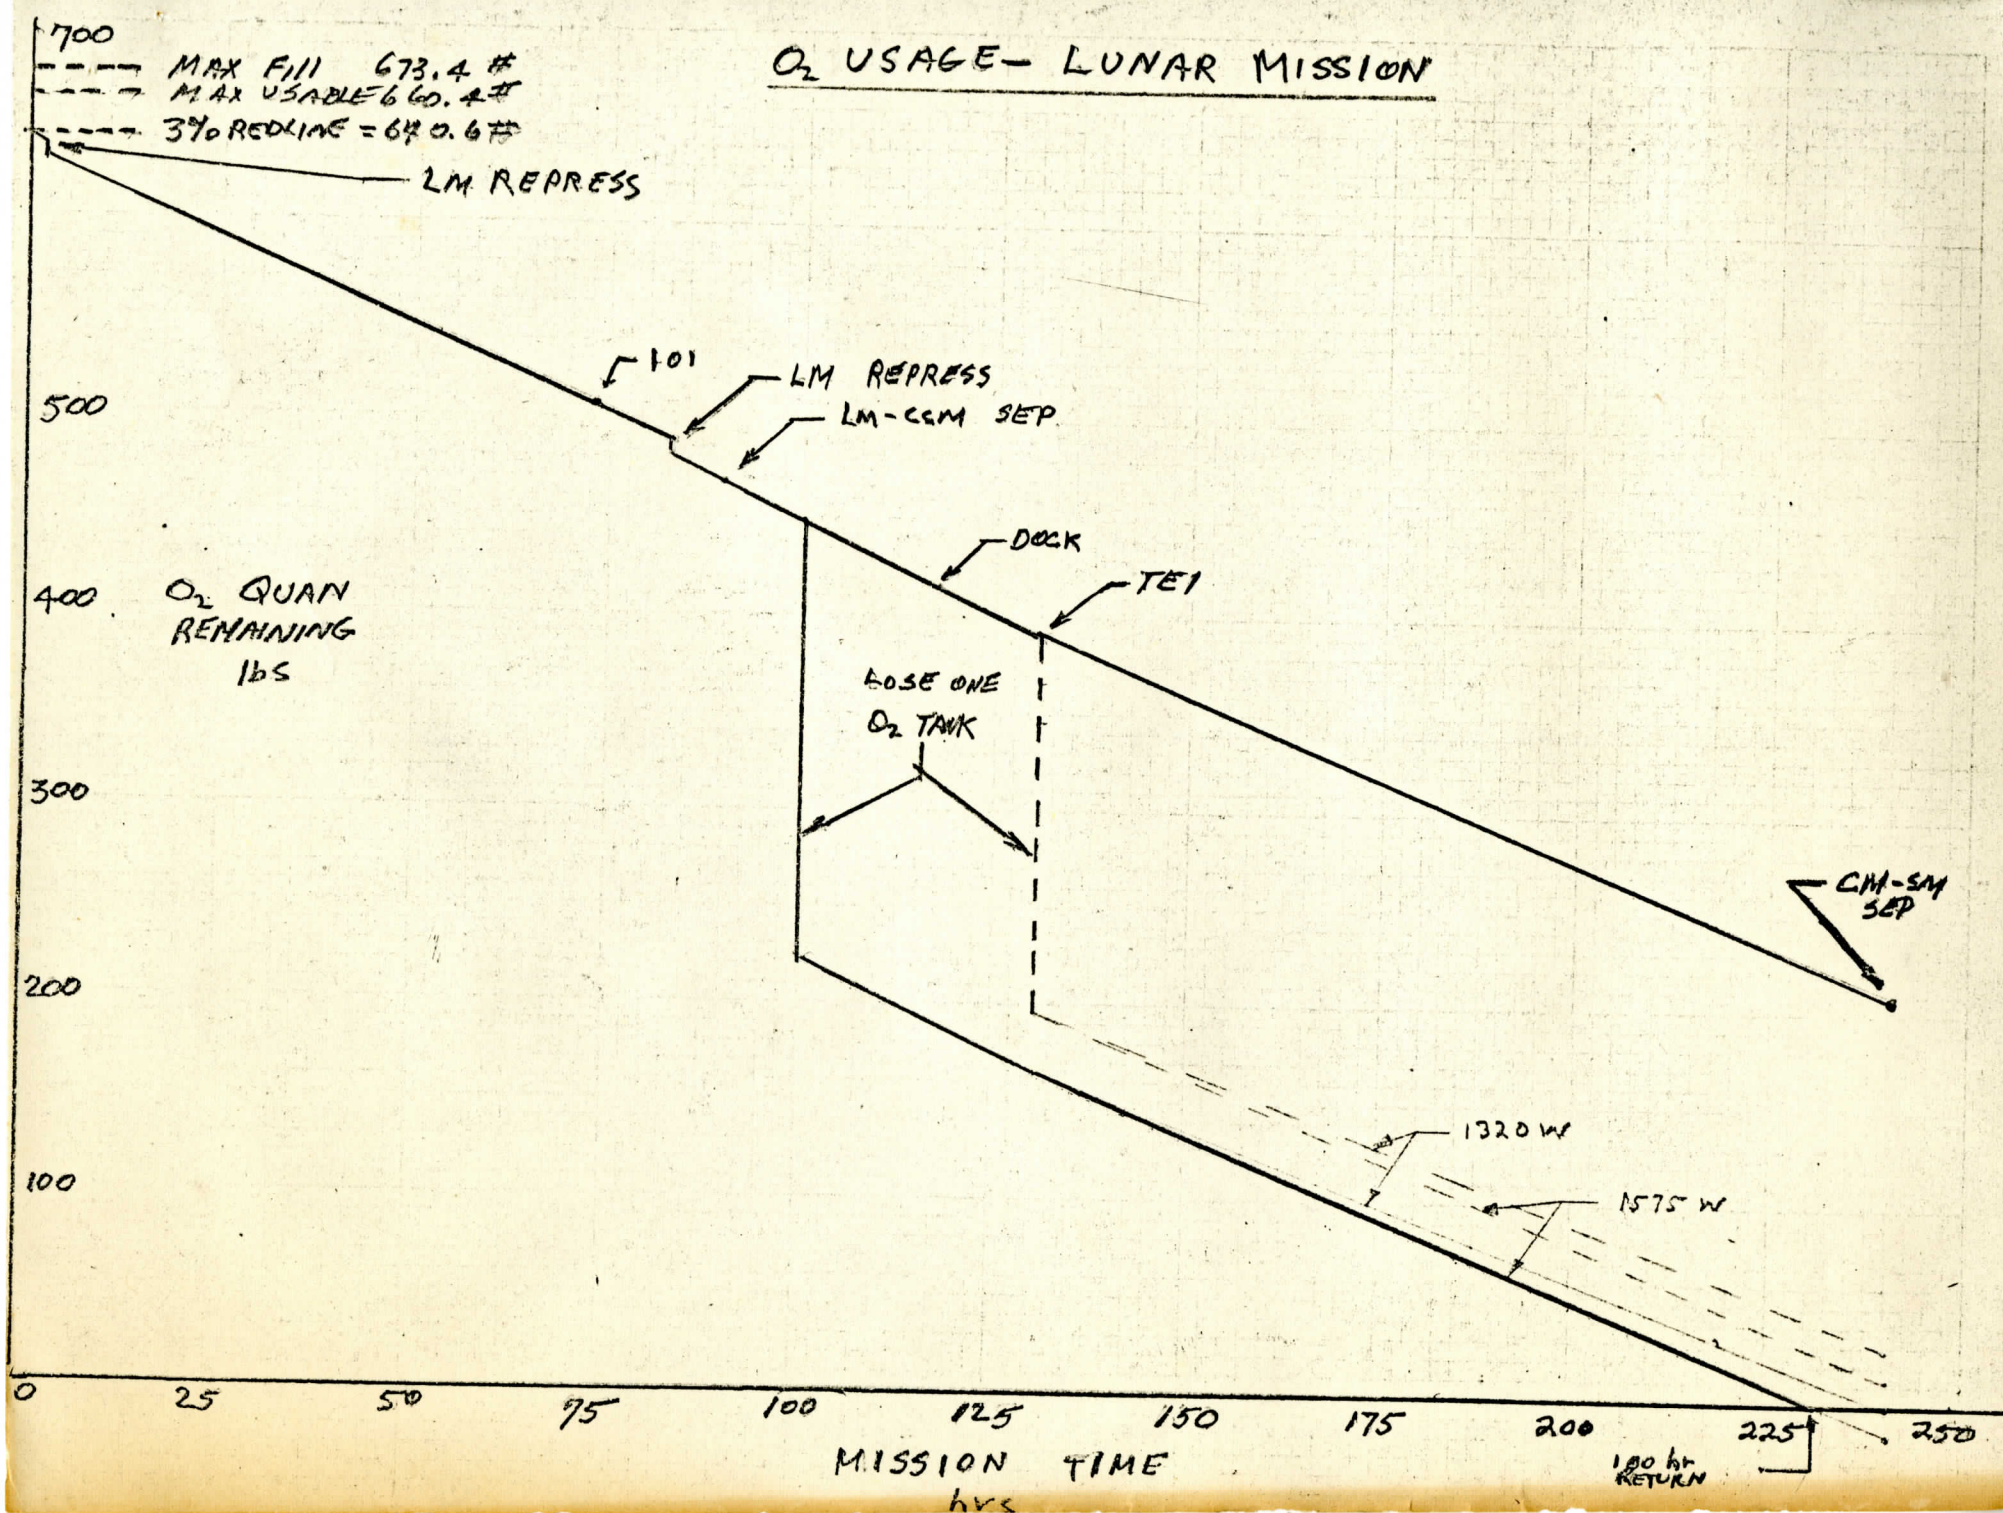 O₂ USAGE - LUNAR MISSION
700
MAX FIll 673.4 #
MAX USABLE 660.4 #
3% REDLINE = 640.6 #
LM REPRESS
LOI
LM REPRESS
LM-CSM SEP.
500
DOCK
TEI
400
O₂ QUAN
REMAINING
lbs
LOSE ONE
O₂ TANK
300
CM-SM
SEP
200
1320 W
100
1575 W
0 25 50 75 100 125 150 175 200 225 250
MISSION TIME
hrs
100 hr
RETURN